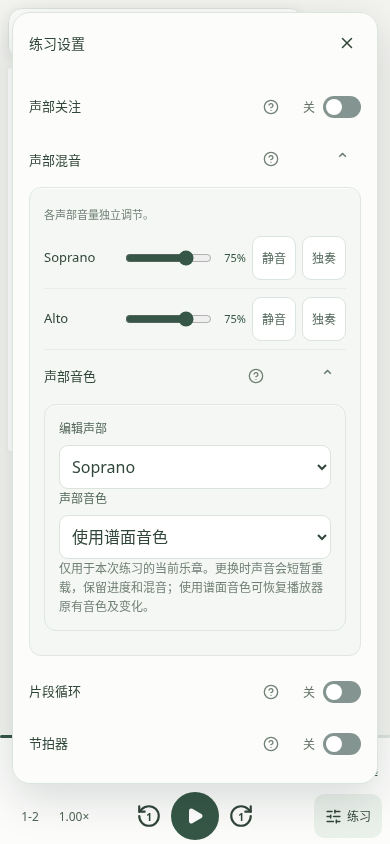 练习设置
声部关注
关
声部混音
各声部音量独立调节。
Soprano 75% 静音 独奏
Alto 75% 静音 独奏
声部音色
编辑声部
Soprano
声部音色
使用谱面音色
仅用于本次练习的当前乐章。更换时声音会短暂重
载，保留进度和混音；使用谱面音色可恢复播放器
原有音色及变化。
片段循环
关
节拍器
关
1-2 1.00× 1 1 练习